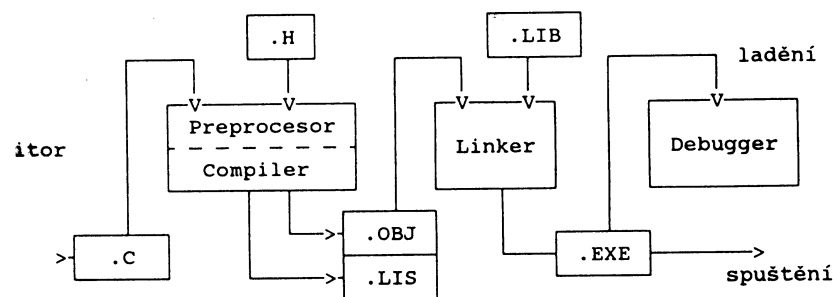 .H
.LIB
ladění
Preprocesor
Compiler
itor
Linker
Debugger
.C
.OBJ
.LIS
.EXE
spuštění